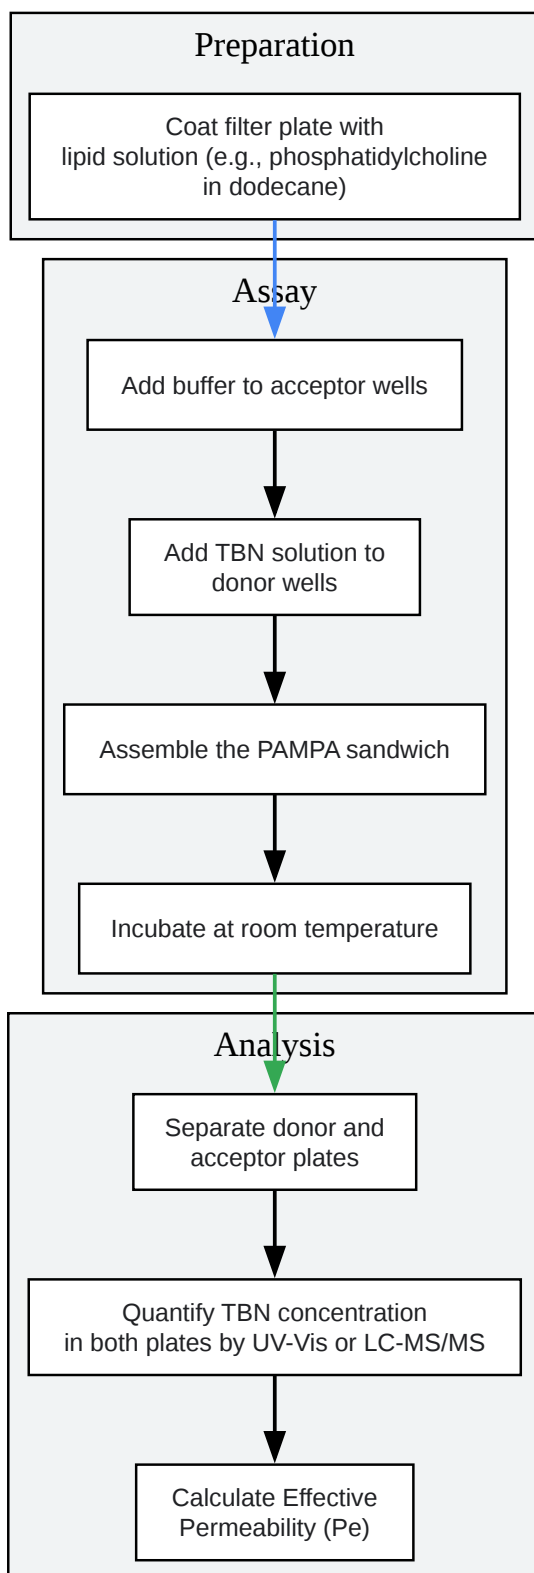 Preparation
Coat filter plate with
lipid solution (e.g., phosphatidylcholine
in dodecane)
Assay
Add buffer to acceptor wells
Add TBN solution to
donor wells
Assemble the PAMPA sandwich
Incubate at room temperature
Analysis
Separate donor and
acceptor plates
Quantify TBN concentration
in both plates by UV-Vis or LC-MS/MS
Calculate Effective
Permeability (Pe)